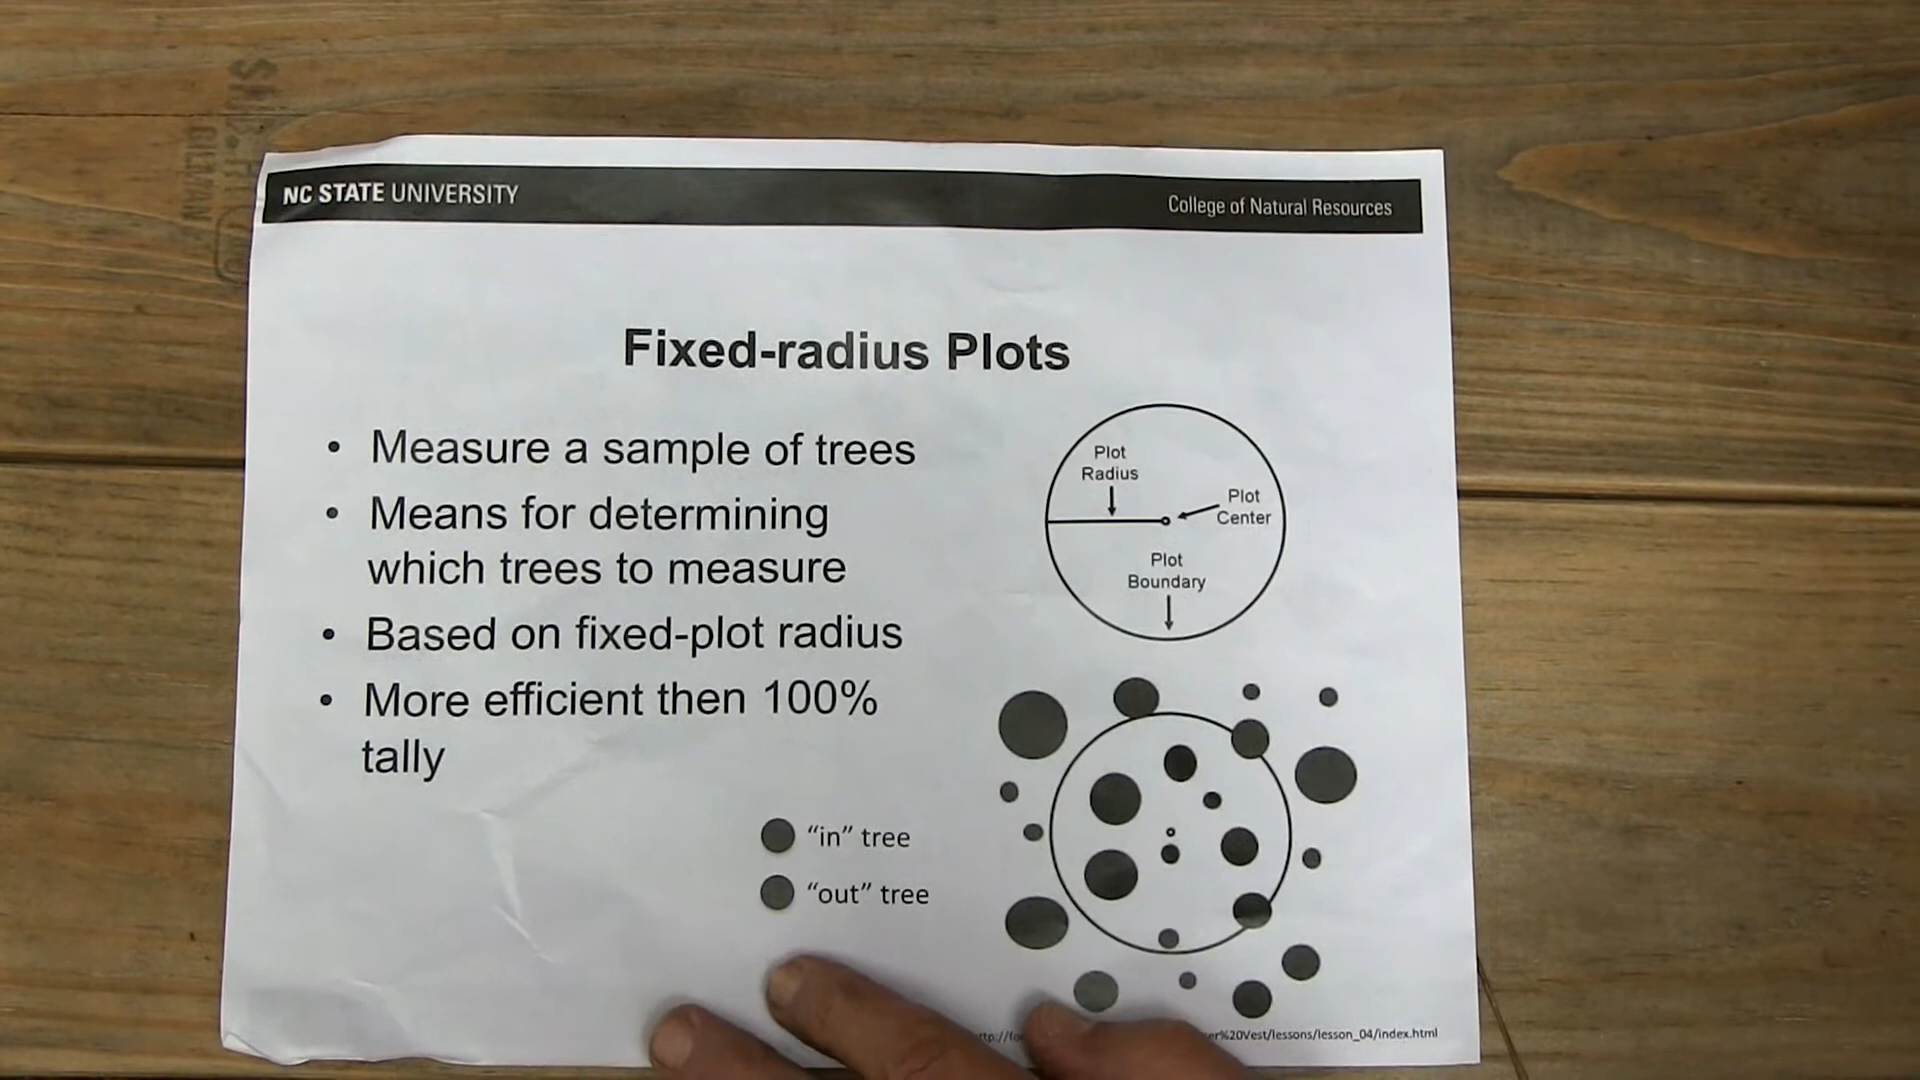 NC STATE UNIVERSITY
College of Natural Resources
Fixed-radius Plots
• Measure a sample of trees
• Means for determining
which trees to measure
• Based on fixed-plot radius
• More efficient then 100%
tally
Plot
Radius
Plot
Center
Plot
Boundary
“in” tree
“out” tree
%20Vest/lessons/lesson_04/index.html
GILMAN